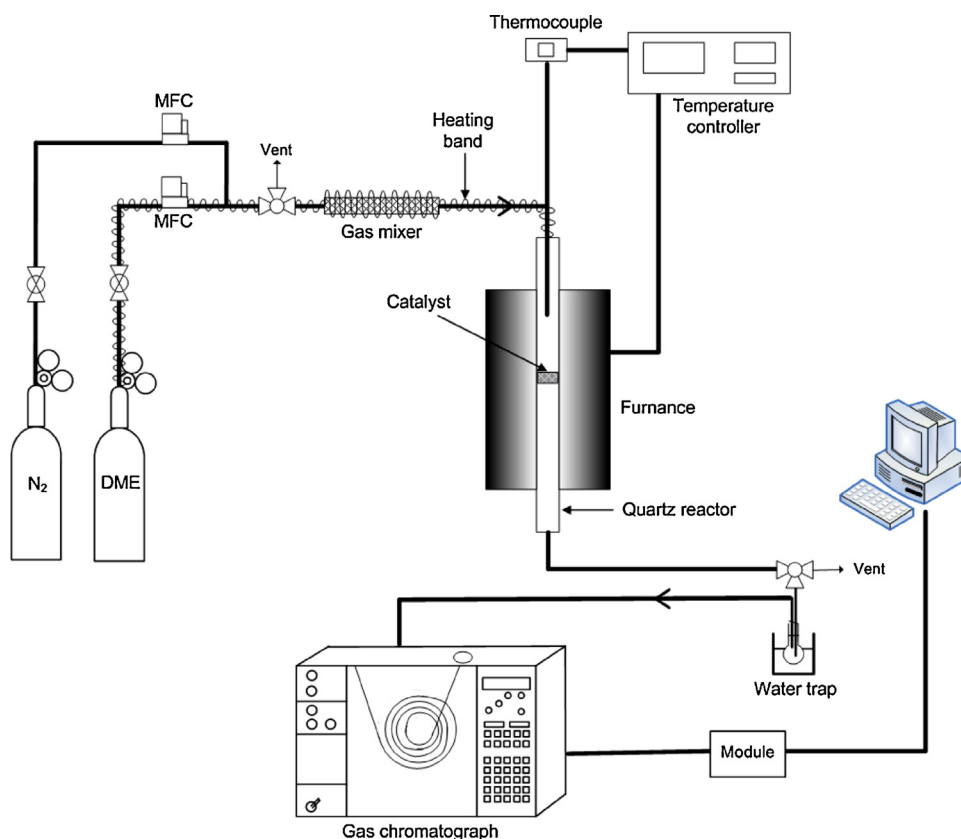 Thermocouple
Temperature
controller
MFC
Heating
band
Vent
MFC
Gas mixer
Catalyst
Furnance
N₂
DME
Quartz reactor
Vent
Water trap
Module
Gas chromatograph